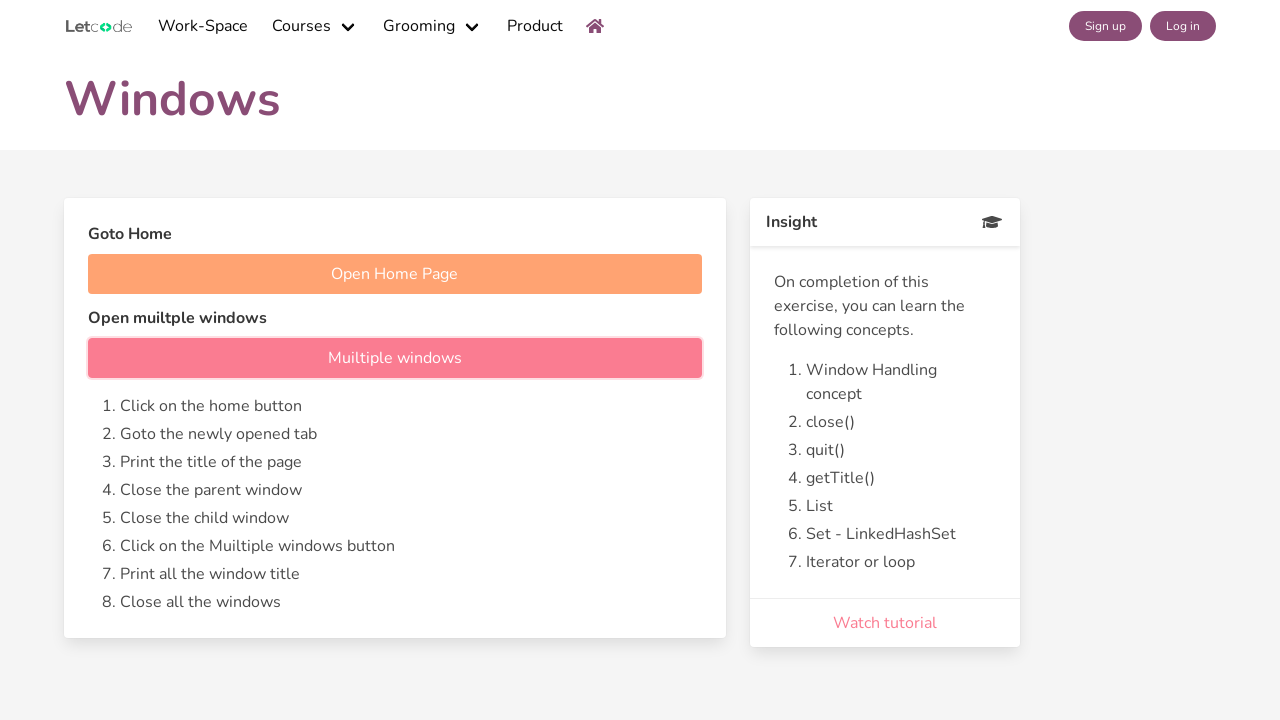 Letcode
Work-Space
Courses
Grooming
Product
Sign up
Log in
Windows
Goto Home
Open Home Page
Open muiltple windows
Muiltiple windows
1. Click on the home button
2. Goto the newly opened tab
3. Print the title of the page
4. Close the parent window
5. Close the child window
6. Click on the Muiltiple windows button
7. Print all the window title
8. Close all the windows
Insight
On completion of this
exercise, you can learn the
following concepts.
1. Window Handling
concept
2. close()
3. quit()
4. getTitle()
5. List
6. Set - LinkedHashSet
7. Iterator or loop
Watch tutorial